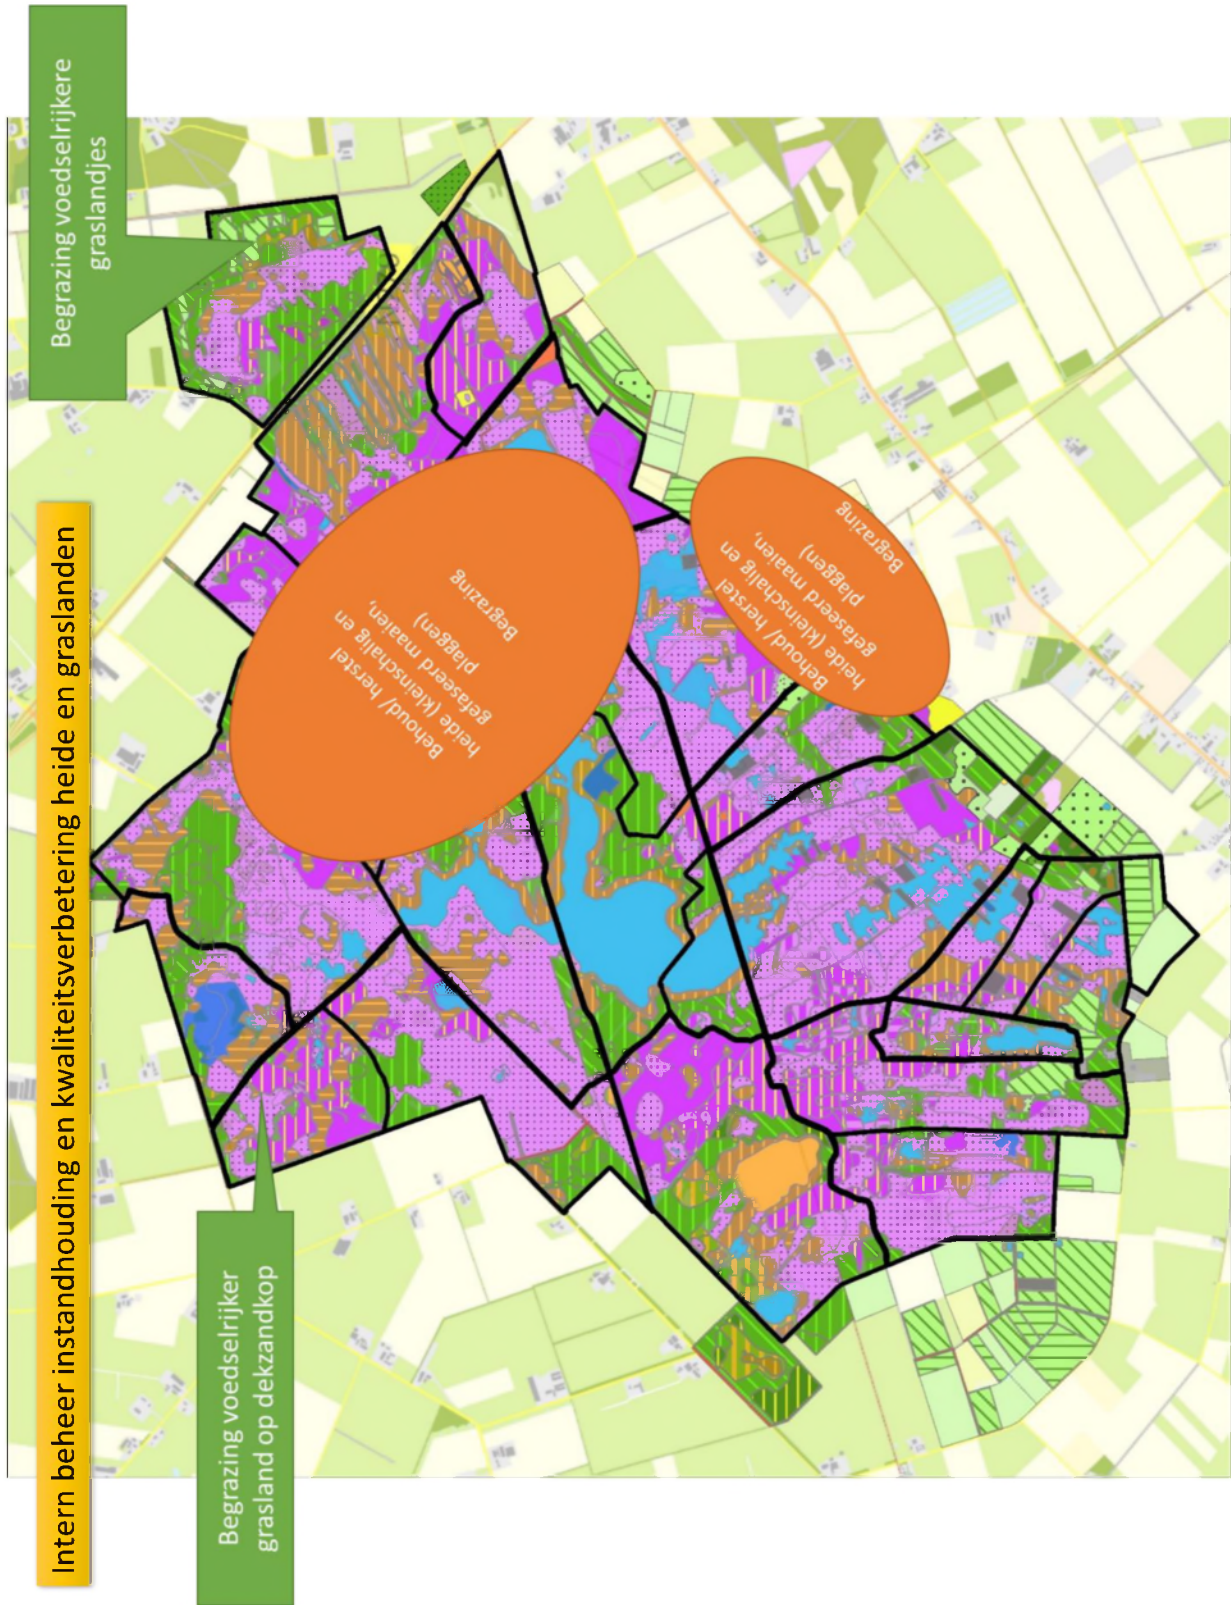 Intern beheer instandhouding en kwaliteitsverbetering heide en graslanden
Begrazing voedselrijker
grasland op dekzandkop
Begrazing voedselrijkere
graslandjes
Behoud/ herstel
heide (kleinschalig en
gefaseerd maaien,
plaggen)
Begrazing
Behoud/ herstel
heide (kleinschalig en
gefaseerd maaien,
plaggen)
Begrazing